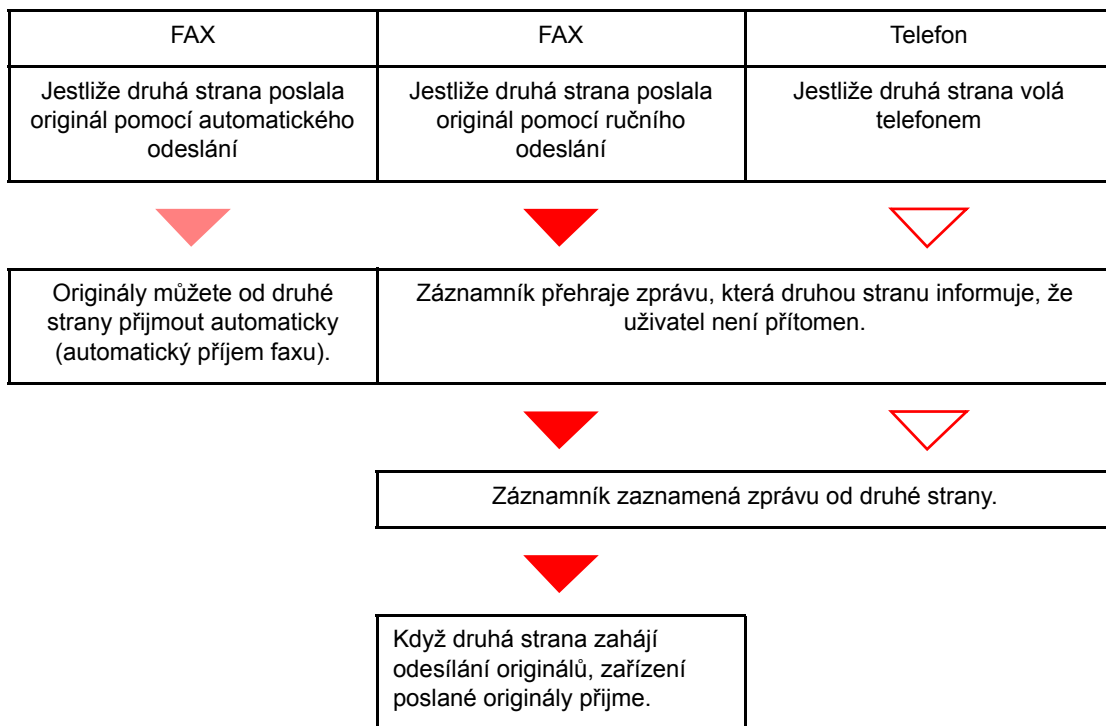 FAX
FAX
Telefon
Jestliže druhá strana poslala
originál pomocí automatického
odeslání
Jestliže druhá strana poslala
originál pomocí ručního
odeslání
Jestliže druhá strana volá
telefonem
Originály můžete od druhé
strany přijmout automaticky
(automatický příjem faxu).
Záznamník přehraje zprávu, která druhou stranu informuje, že
uživatel není přítomen.
Záznamník zaznamená zprávu od druhé strany.
Když druhá strana zahájí
odesílání originálů, zařízení
poslané originály přijme.